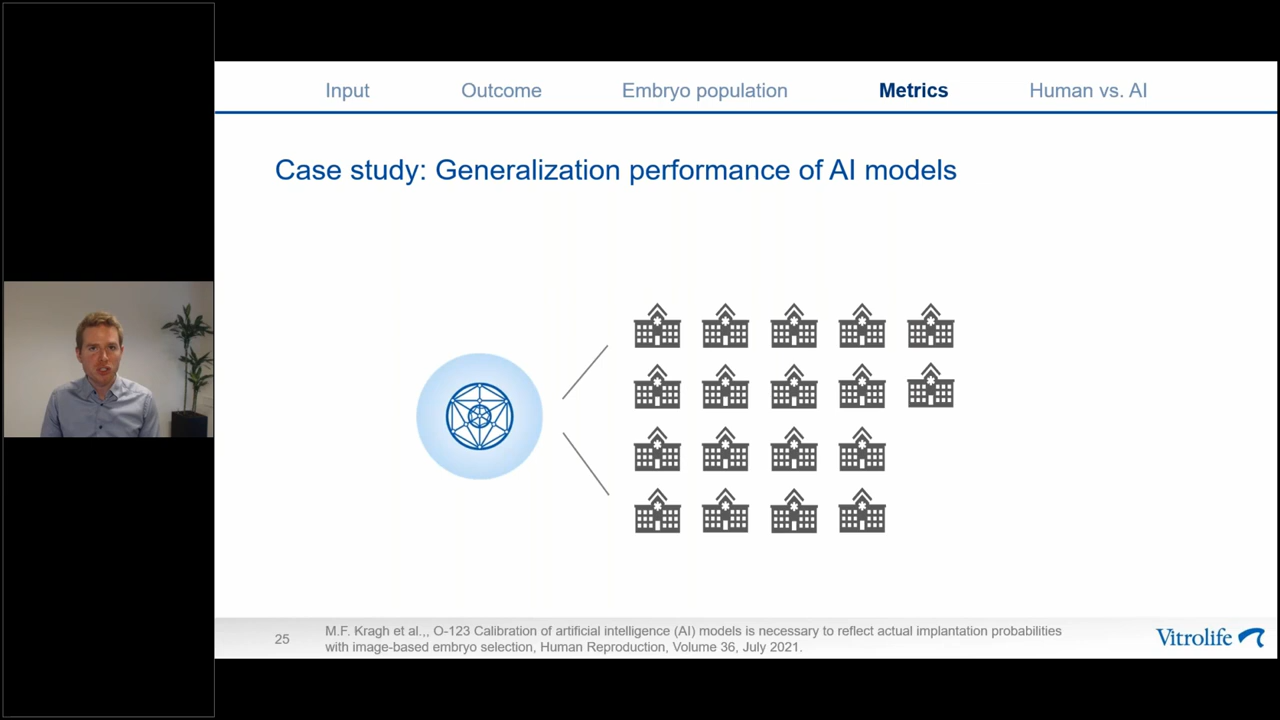 Input Outcome Embryo population Metrics Human vs. AI
Case study: Generalization performance of AI models
25
M.F. Kragh et al.,, O-123 Calibration of artificial intelligence (AI) models is necessary to reflect actual implantation probabilities
with image-based embryo selection, Human Reproduction, Volume 36, July 2021.
Vitrolife